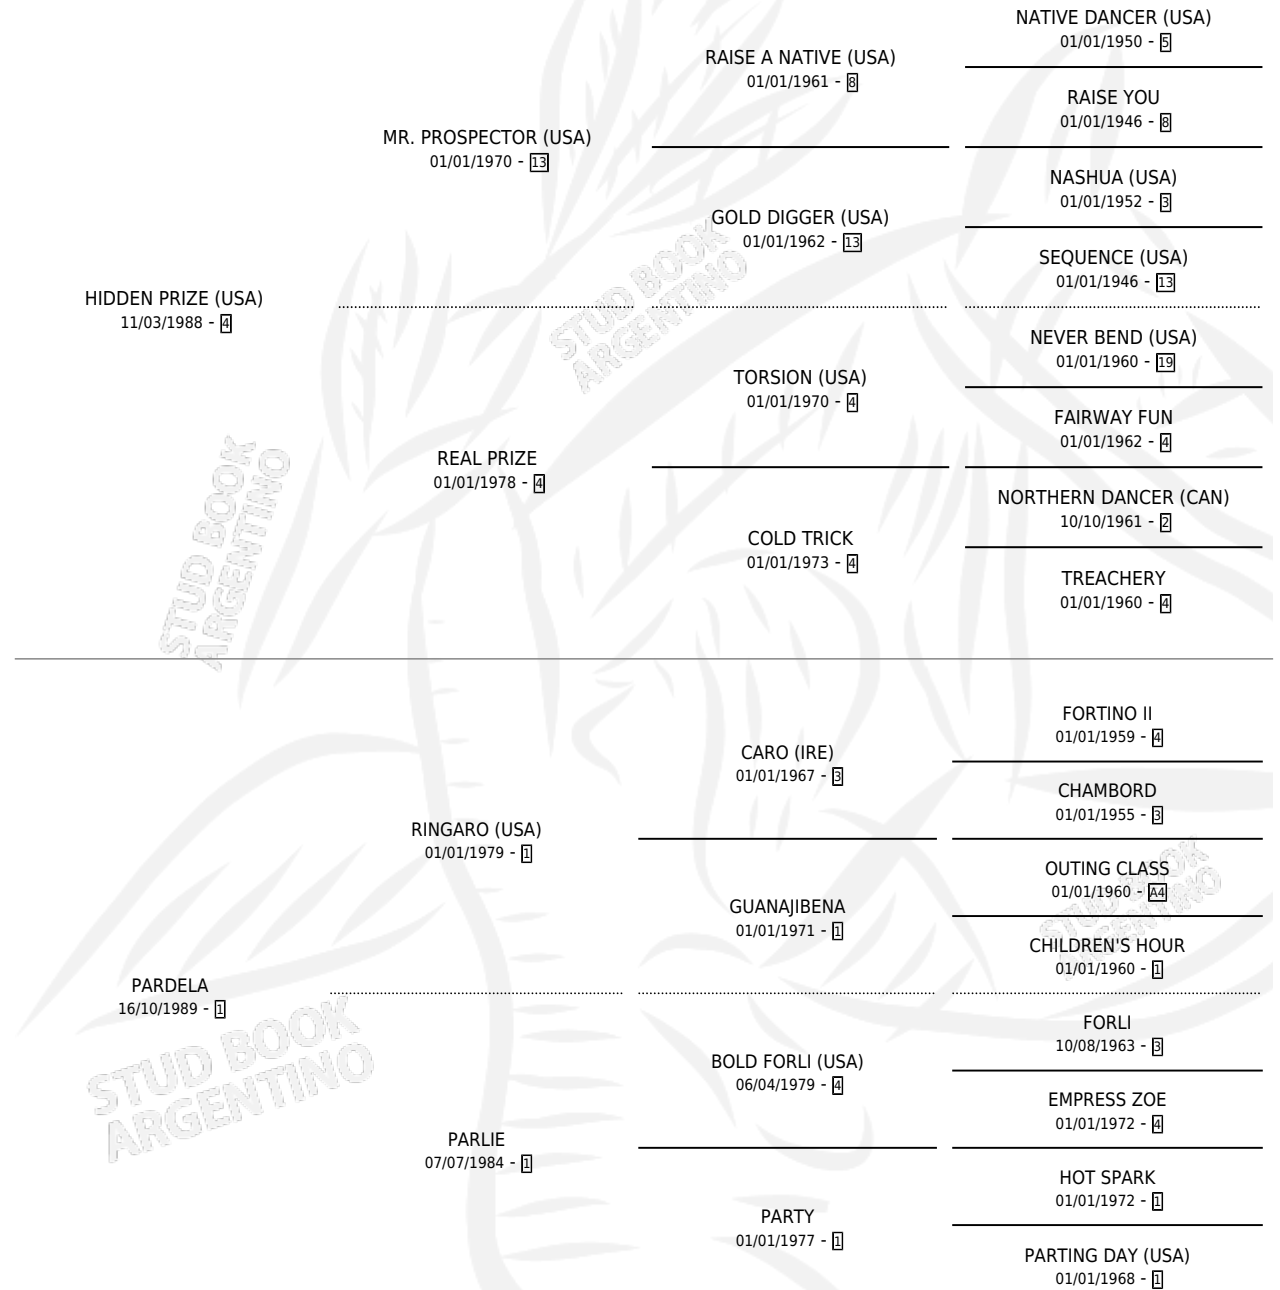 NATIVE DANCER (USA)
01/01/1950 - 5
RAISE A NATIVE (USA)
01/01/1961 - 8
RAISE YOU
01/01/1946 - 8
MR. PROSPECTOR (USA)
01/01/1970 - 13
NASHUA (USA)
01/01/1952 - 3
GOLD DIGGER (USA)
01/01/1962 - 13
SEQUENCE (USA)
01/01/1946 - 13
HIDDEN PRIZE (USA)
11/03/1988 - 4
NEVER BEND (USA)
01/01/1960 - 19
TORSION (USA)
01/01/1970 - 4
FAIRWAY FUN
01/01/1962 - 4
REAL PRIZE
01/01/1978 - 4
NORTHERN DANCER (CAN)
10/10/1961 - 2
COLD TRICK
01/01/1973 - 4
TREACHERY
01/01/1960 - 4
FORTINO II
01/01/1959 - 4
CARO (IRE)
01/01/1967 - 3
CHAMBORD
01/01/1955 - 3
RINGARO (USA)
01/01/1979 - 1
OUTING CLASS
01/01/1960 - A4
GUANAJIBENA
01/01/1971 - 1
CHILDREN'S HOUR
01/01/1960 - 1
PARDELA
16/10/1989 - 1
FORLI
10/08/1963 - 3
BOLD FORLI (USA)
06/04/1979 - 4
EMPRESS ZOE
01/01/1972 - 4
PARLIE
07/07/1984 - 1
HOT SPARK
01/01/1972 - 1
PARTY
01/01/1977 - 1
PARTING DAY (USA)
01/01/1968 - 1
STUD BOOK
ARGENTINO
STUD BOOK
ARGENTINO
STUD BOOK
ARGENTINO
STUD BOOK
ARGENTINO